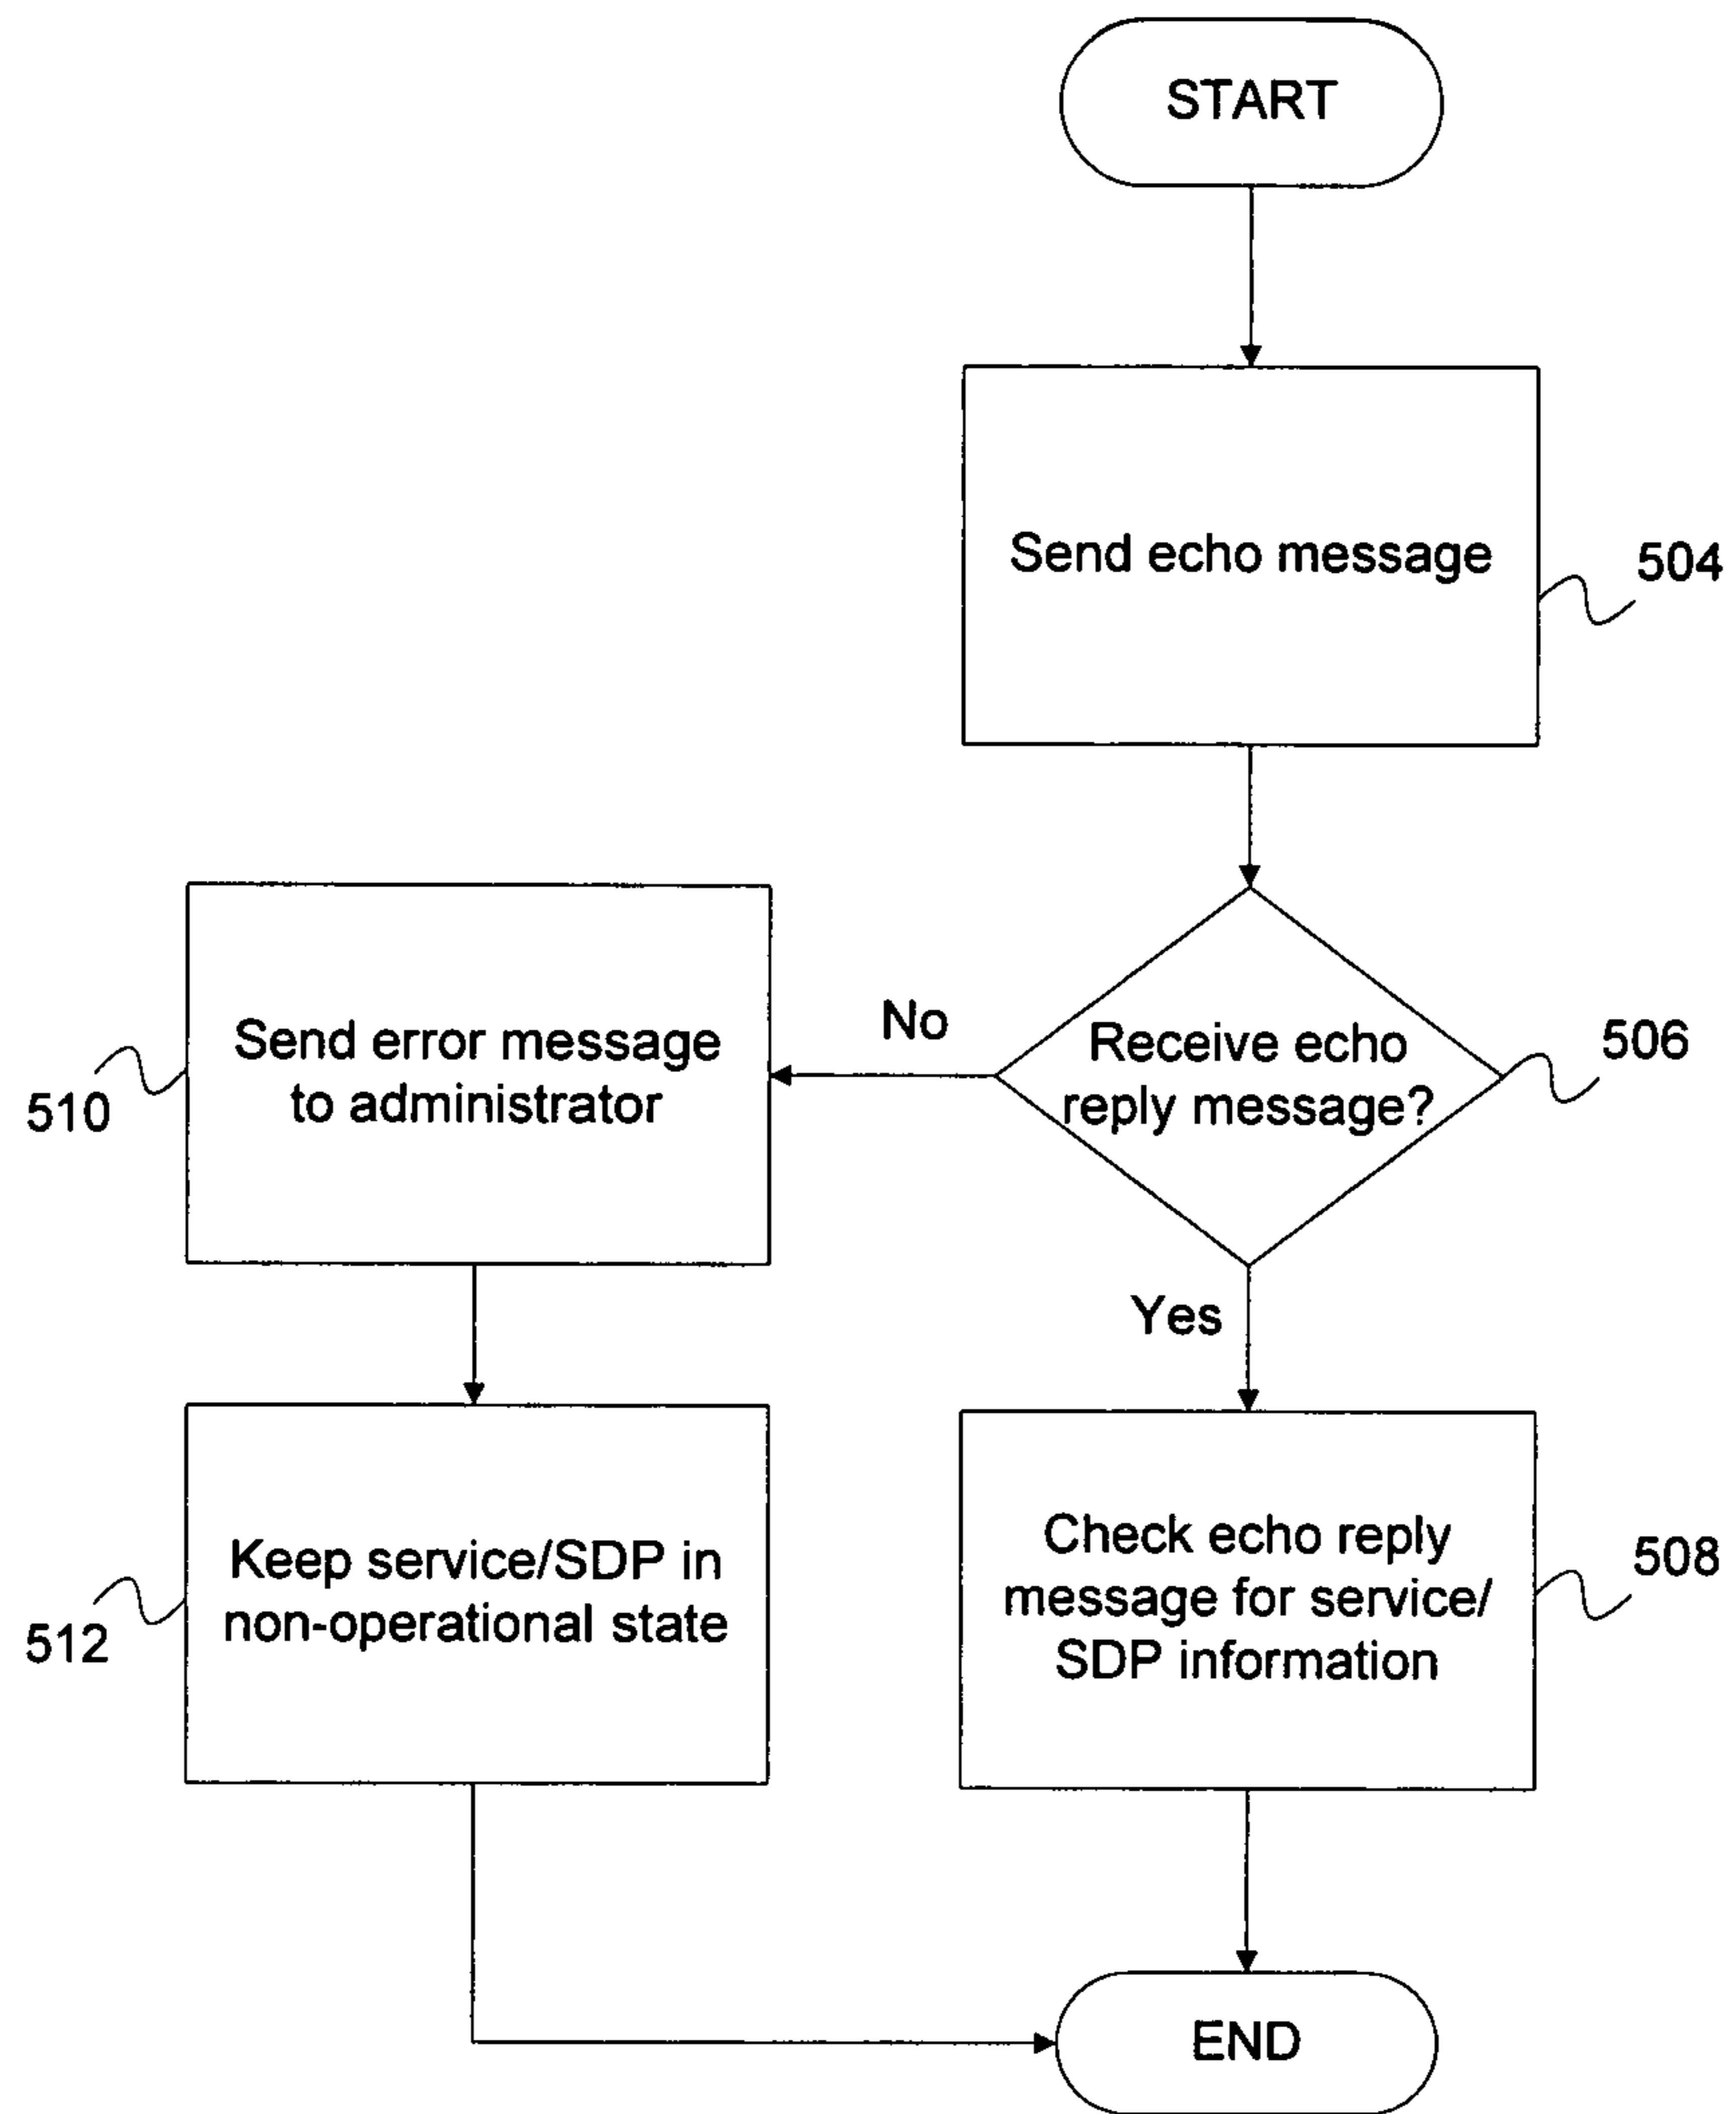 START
Send echo message
504
No
Receive echo
reply message?
506
Send error message
to administrator
510
Yes
Keep service/SDP in
non-operational state
512
Check echo reply
message for service/
SDP information
508
END